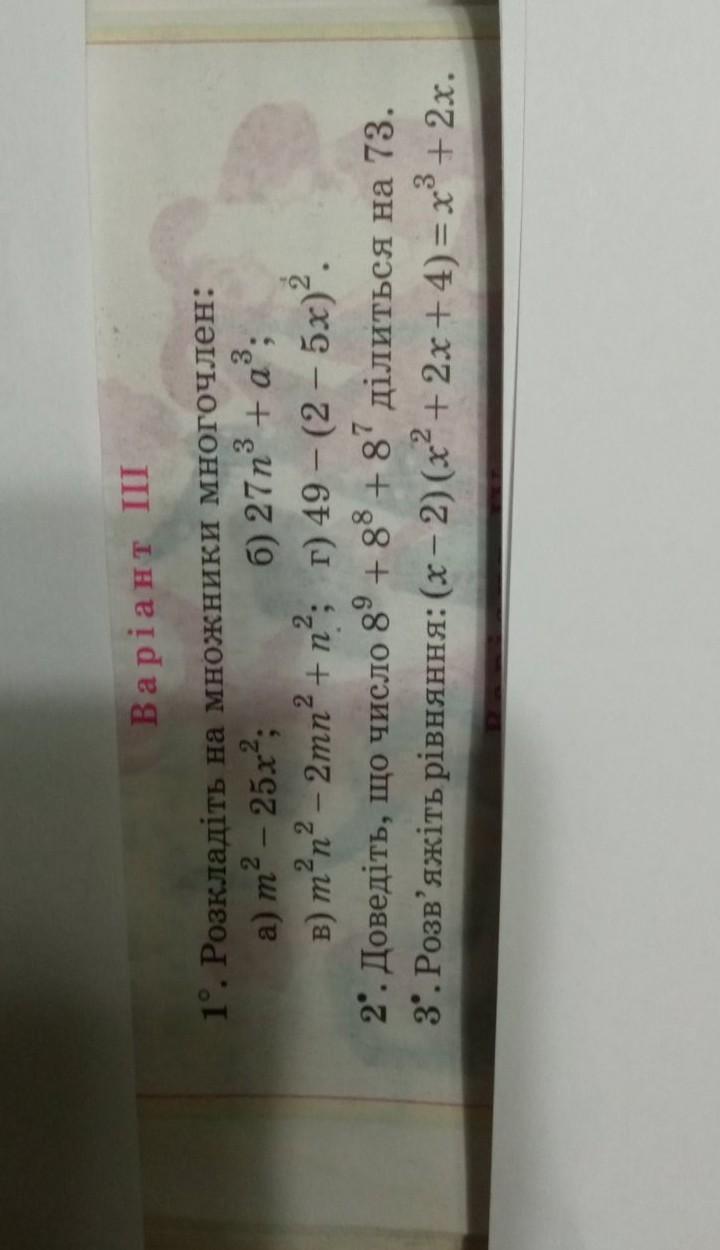 Варіант III
1°. Розкладіть на множники многочлен:
а) m² – 25x²; б) 27n³ + a³;
в) m²n² – 2mn² + n²; г) 49 – (2 – 5x)².
2•. Доведіть, що число 8⁹ + 8⁸ + 8⁷ ділиться на 73.
3•. Розв'яжіть рівняння: (x – 2)(x² + 2x + 4) = x³ + 2x.